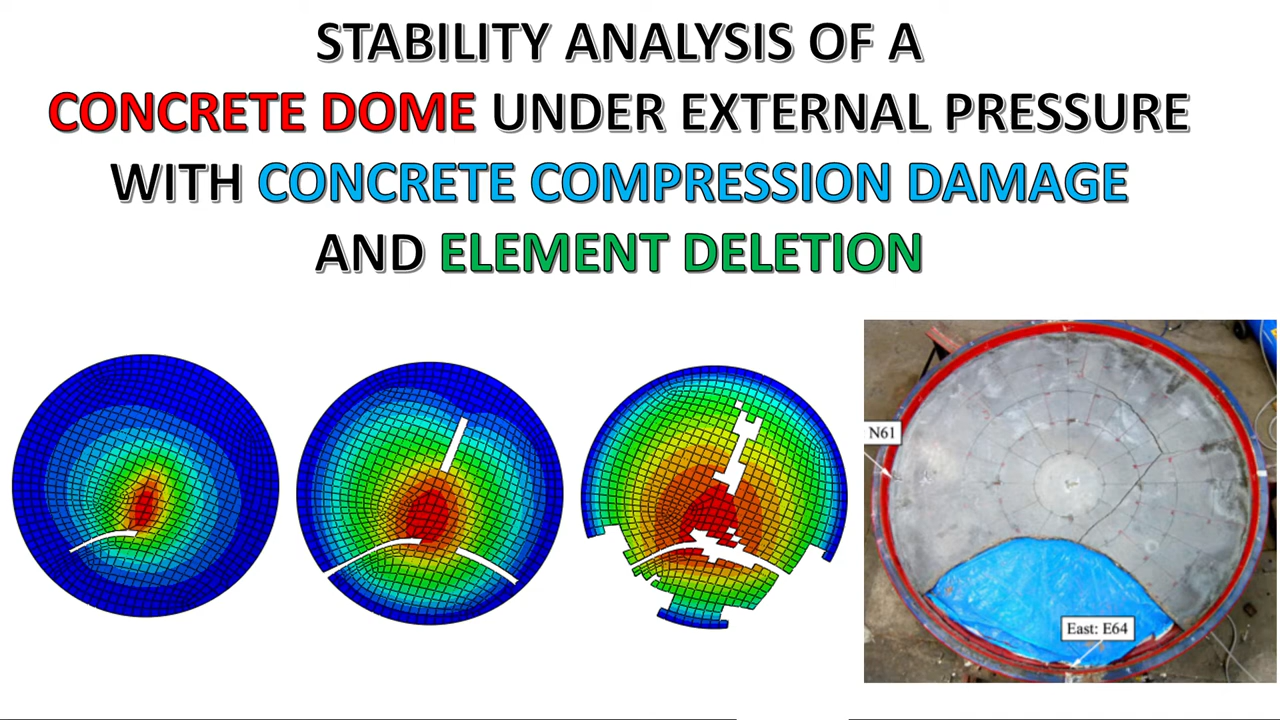 STABILITY ANALYSIS OF A
CONCRETE DOME UNDER EXTERNAL PRESSURE
WITH CONCRETE COMPRESSION DAMAGE
AND ELEMENT DELETION
N61
East: E64